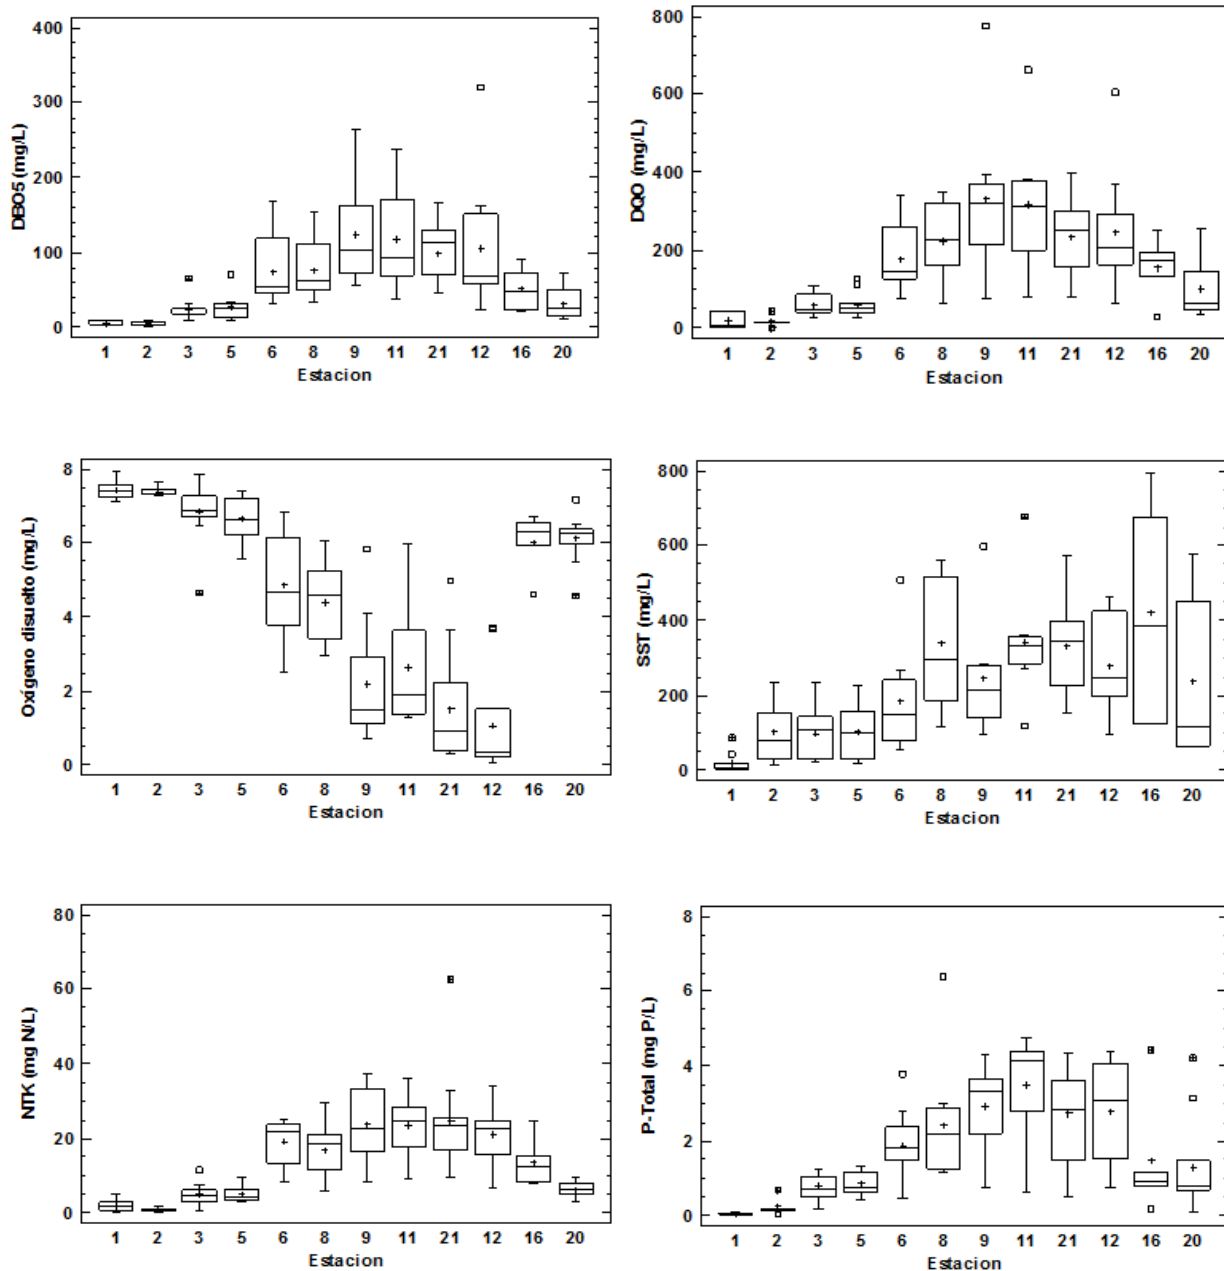 400
300
200
100
0
DBO5 (mg/L)
1 2 3 5 6 8 9 11 21 12 16 20
Estacion
800
600
400
200
0
DQO (mg/L)
1 2 3 5 6 8 9 11 21 12 16 20
Estacion
8
6
4
2
0
Oxígeno disuelto (mg/L)
1 2 3 5 6 8 9 11 21 12 16 20
Estacion
800
600
400
200
0
SST (mg/L)
1 2 3 5 6 8 9 11 21 12 16 20
Estacion
80
60
40
20
0
NTK (mg N/L)
1 2 3 5 6 8 9 11 21 12 16 20
Estacion
8
6
4
2
0
P-Total (mg P/L)
1 2 3 5 6 8 9 11 21 12 16 20
Estacion